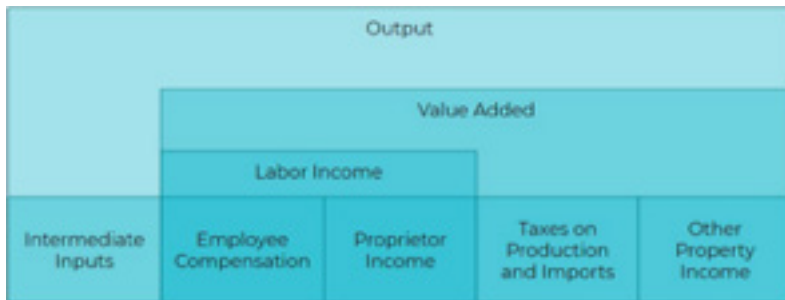 Output
Value Added
Labor Income
Intermediate
Inputs
Employee
Compensation
Proprietor
Income
Taxes on
Production
and Imports
Other
Property
Income